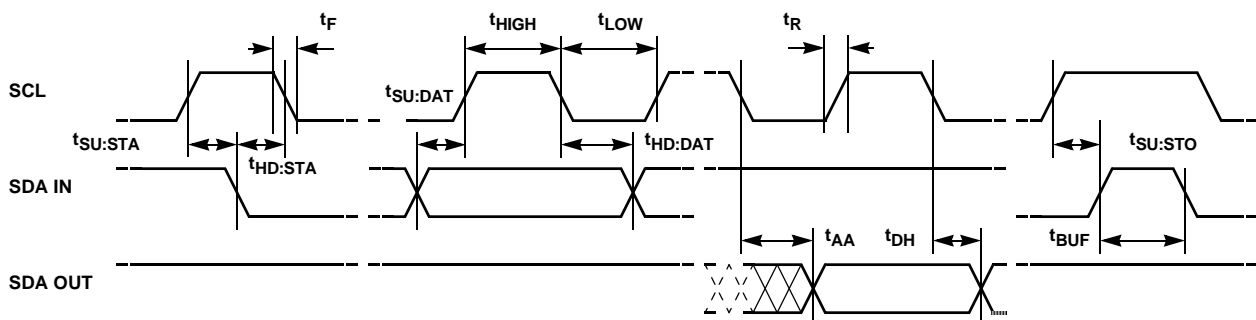 tF
tHIGH
tLOW
tR
SCL
tSU:DAT
tSU:STA
tHD:STA
tHD:DAT
tSU:STO
SDA IN
tAA
tDH
tBUF
SDA OUT